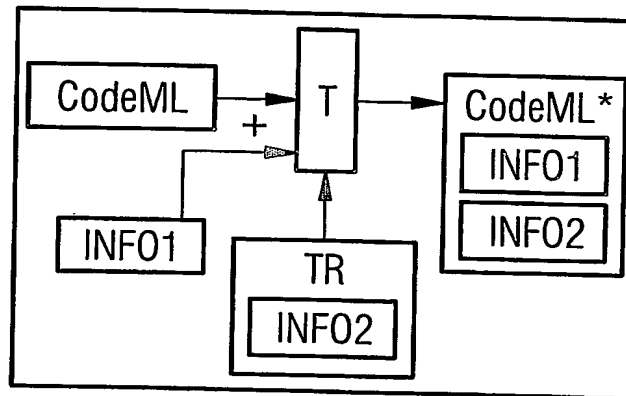 CodeML
+
INFO1
T
TR
INFO2
CodeML*
INFO1
INFO2